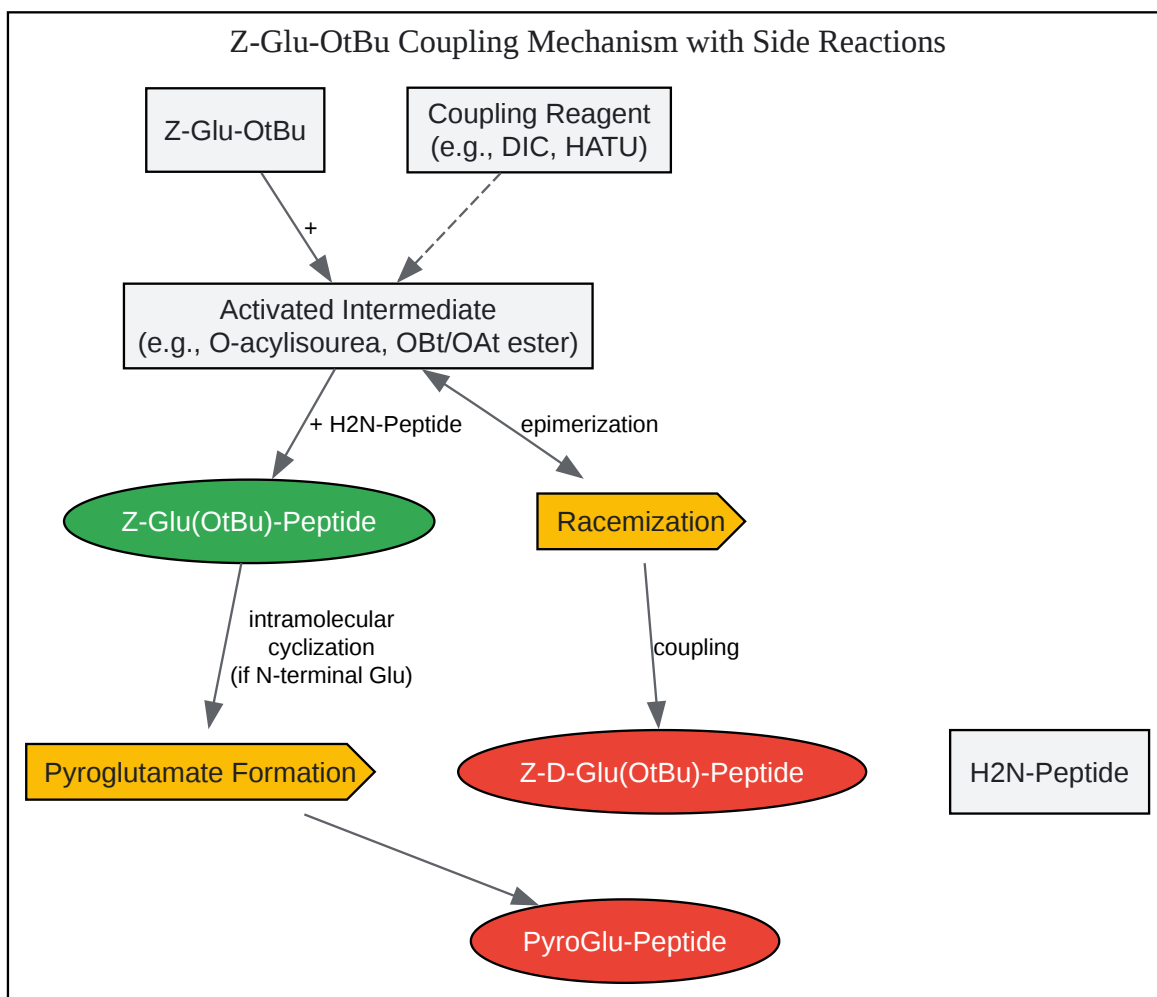 Z-Glu-OtBu Coupling Mechanism with Side Reactions
Z-Glu-OtBu
Coupling Reagent
(e.g., DIC, HATU)
+
Activated Intermediate
(e.g., O-acylisourea, OBt/OAt ester)
+ H2N-Peptide
epimerization
Z-Glu(OtBu)-Peptide
Racemization
intramolecular
cyclization
(if N-terminal Glu)
coupling
Pyroglutamate Formation
Z-D-Glu(OtBu)-Peptide
H2N-Peptide
PyroGlu-Peptide